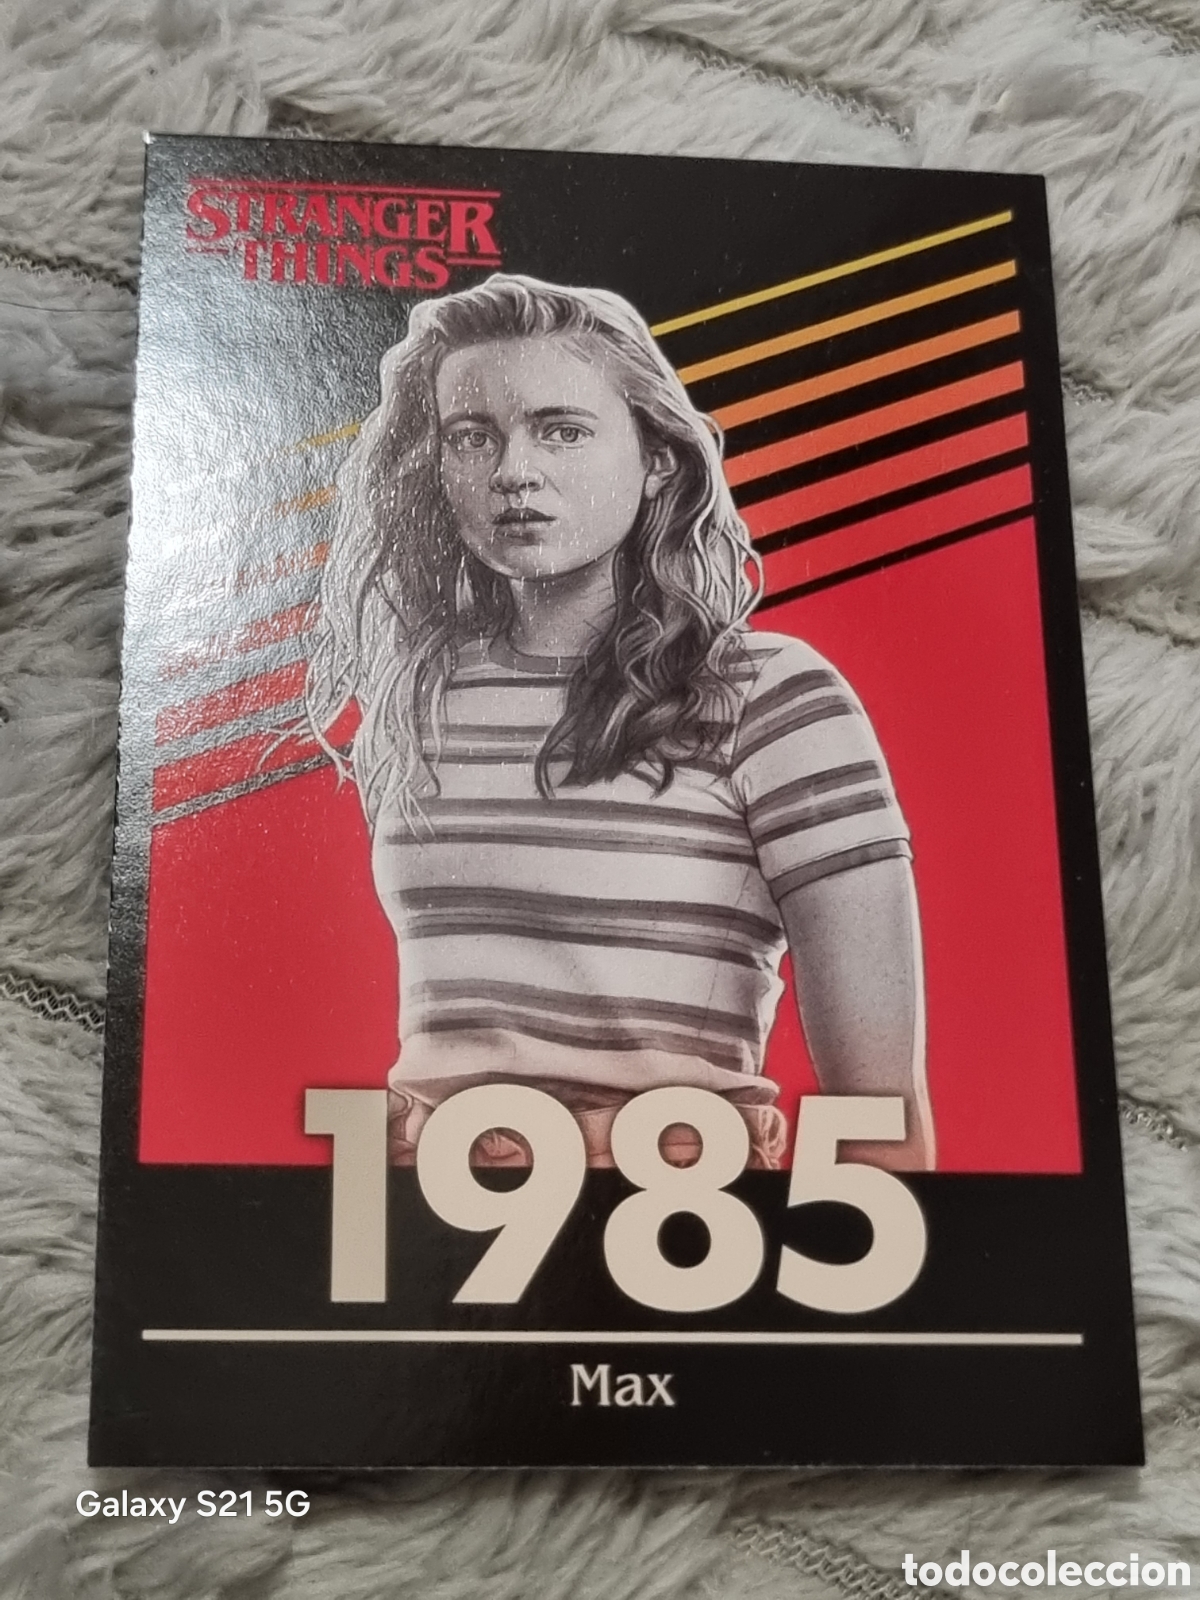 STRANGER
THINGS
1985
Max
Galaxy S21 5G
todocoleccion